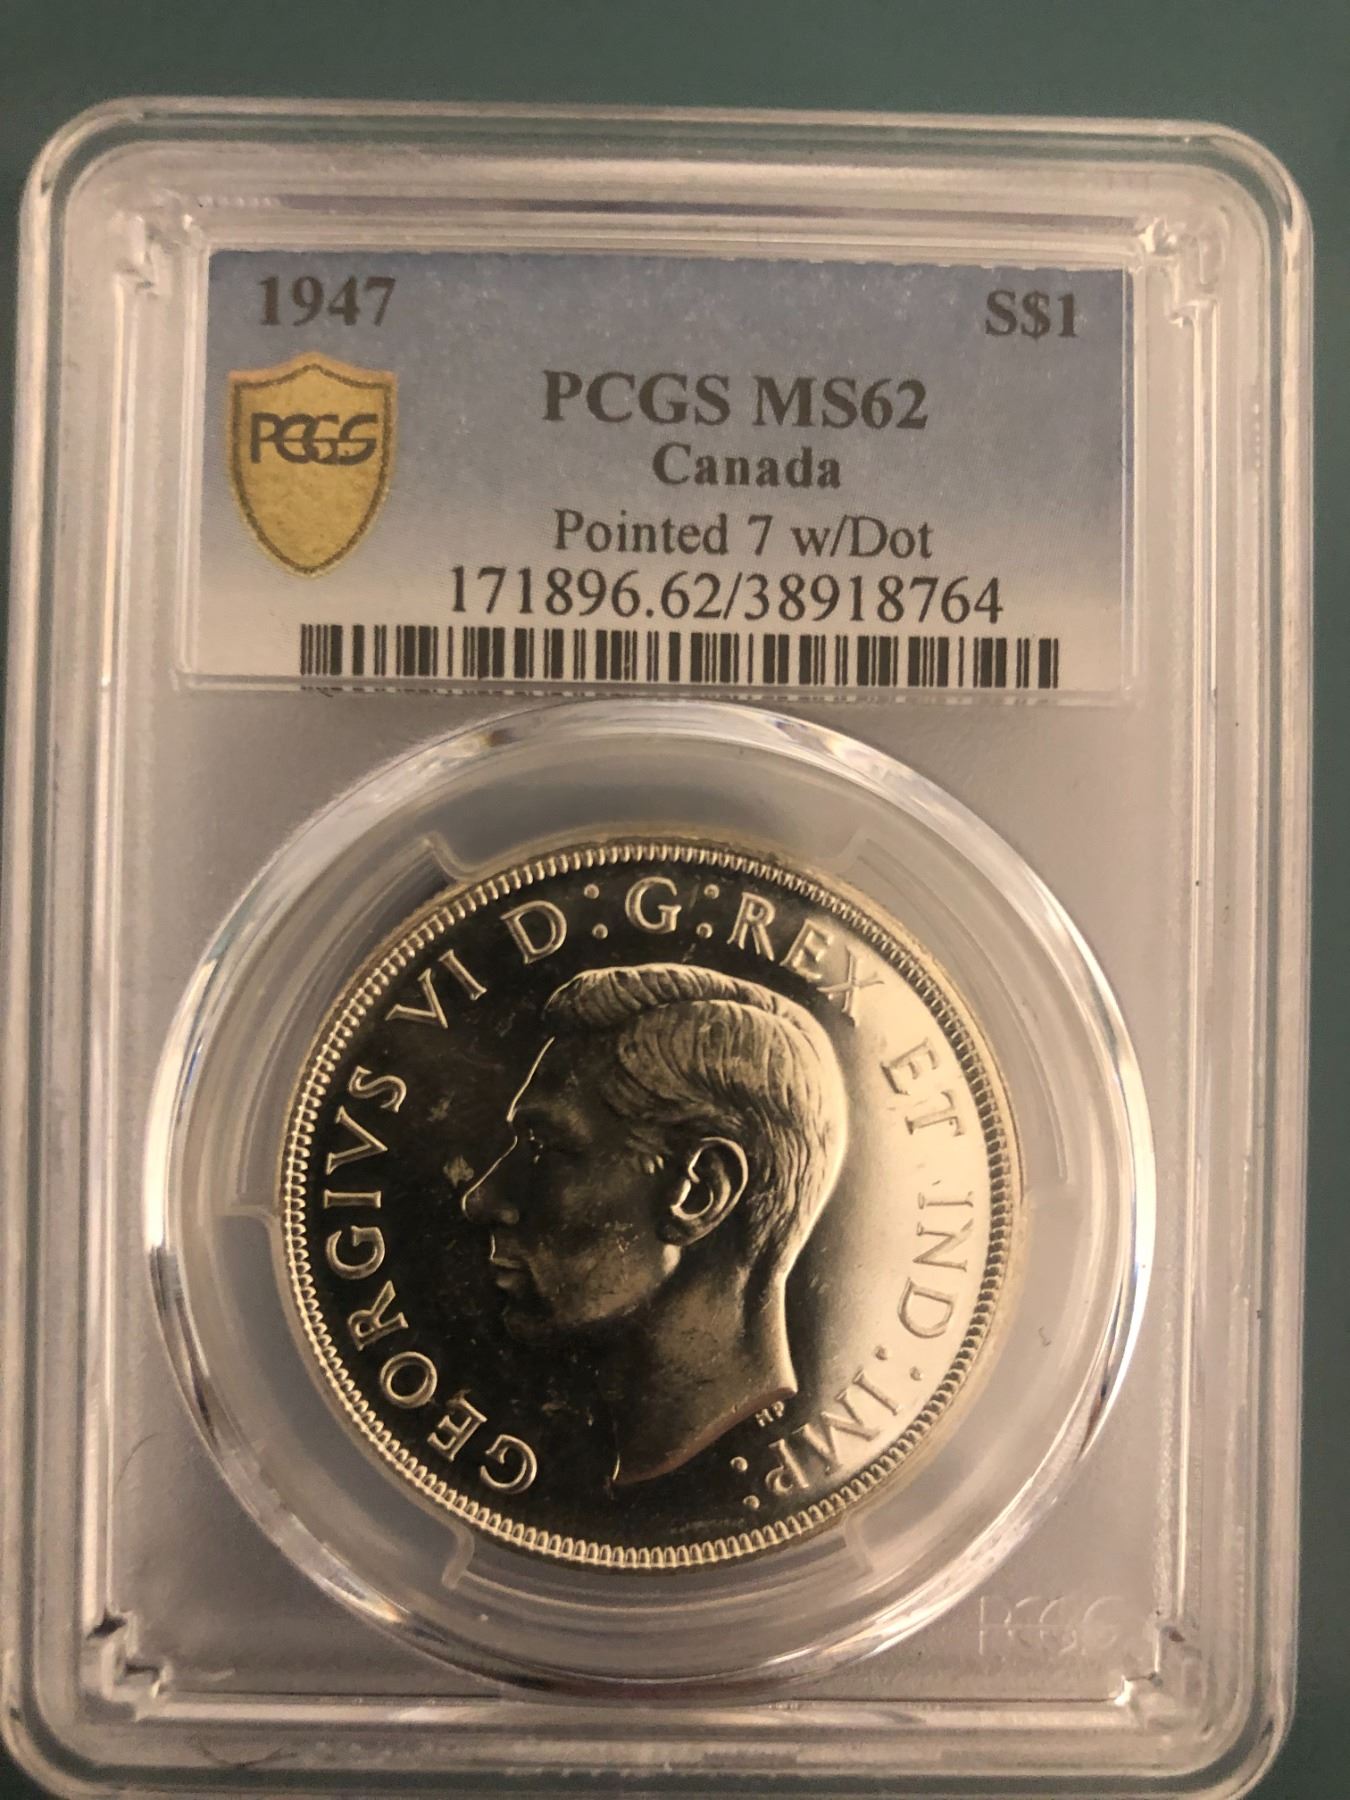 1947 S$1
PCGS
PCGS MS62
Canada
Pointed 7 w/Dot
171896.62/38918764
GEORGIVS VI D:G:REX ET IND:IMP:
HP
PCGS